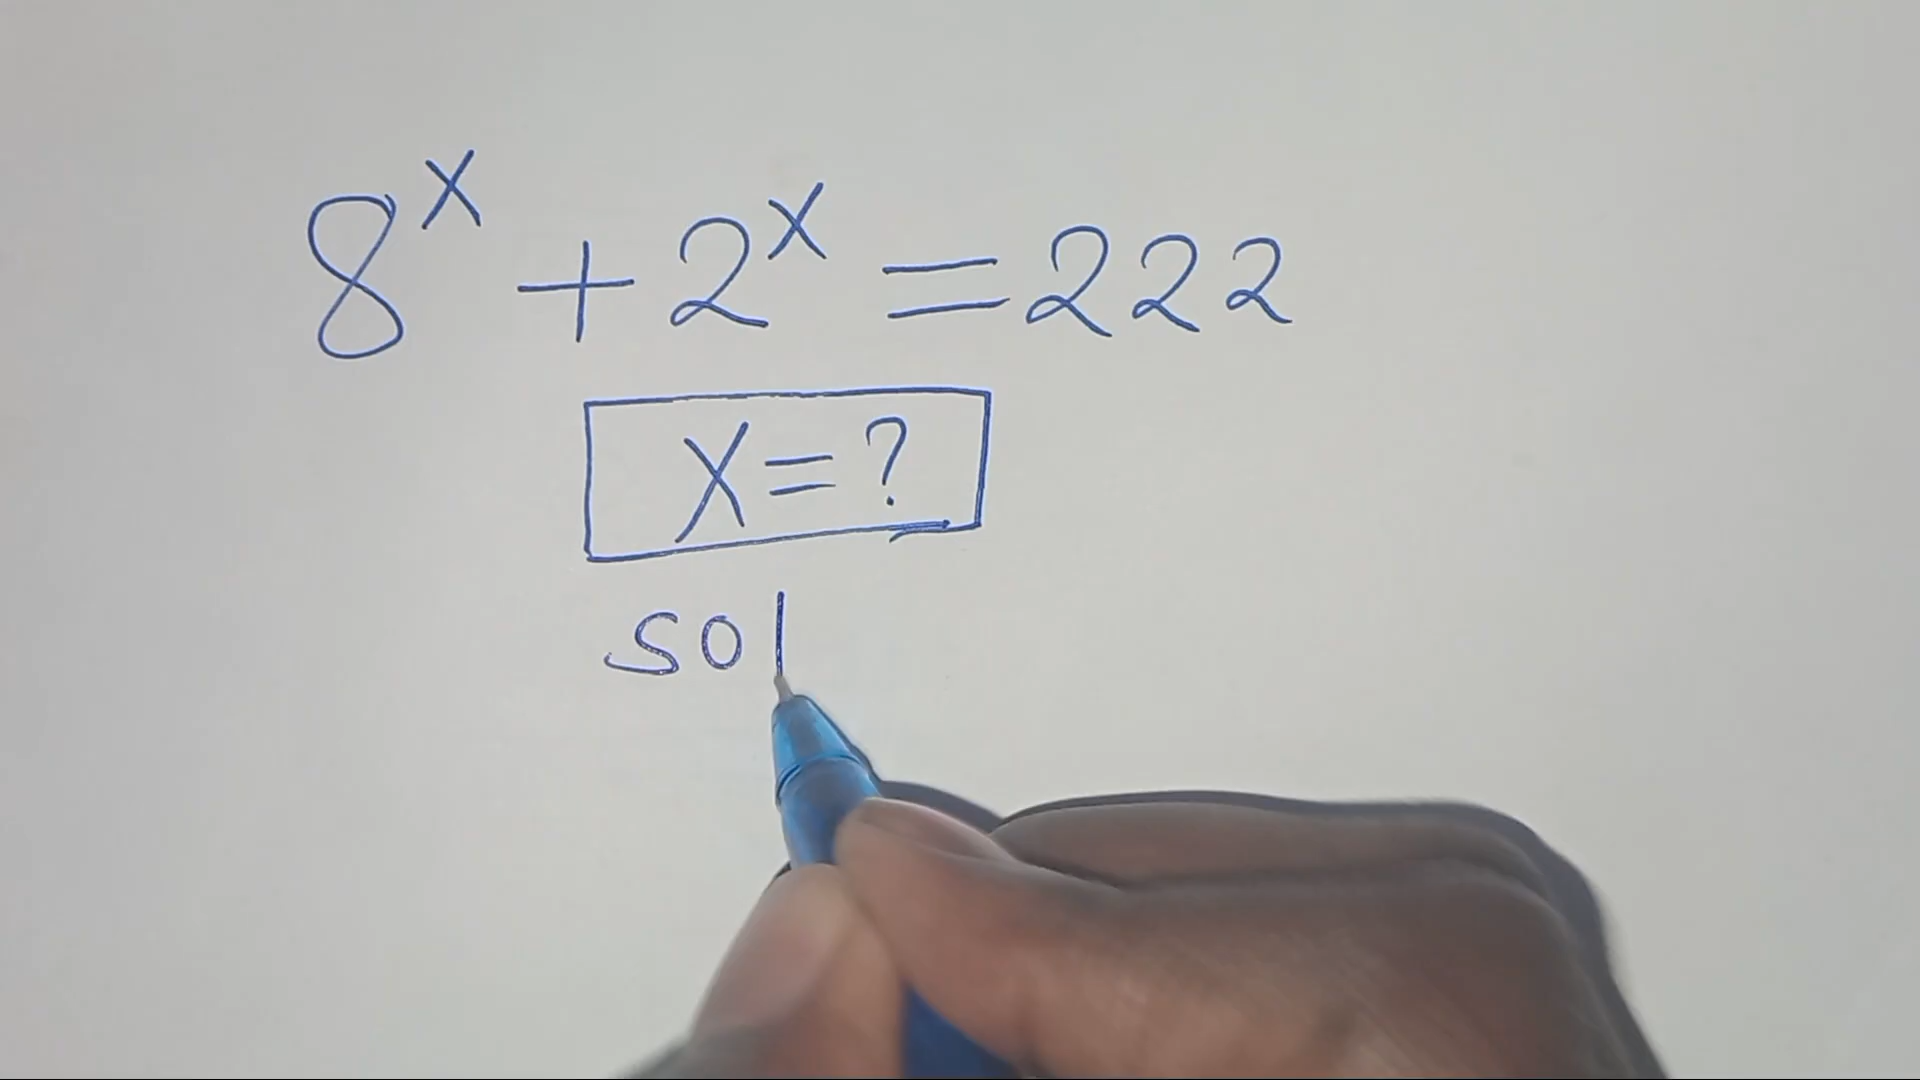 8^x + 2^x = 222
X = ?
sol